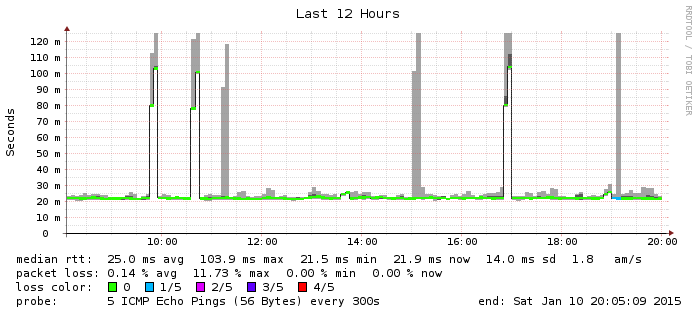 Last 12 Hours
RRDTOOL / TOBI OETIKER
Seconds
120 m
110 m
100 m
90 m
80 m
70 m
60 m
50 m
40 m
30 m
20 m
10 m
0
10:00 12:00 14:00 16:00 18:00 20:00
median rtt: 25.0 ms avg 103.9 ms max 21.5 ms min 21.9 ms now 14.0 ms sd 1.8 am/s
packet loss: 0.14 % avg 11.73 % max 0.00 % min 0.00 % now
loss color: 0 1/5 2/5 3/5 4/5
probe: 5 ICMP Echo Pings (56 Bytes) every 300s end: Sat Jan 10 20:05:09 2015